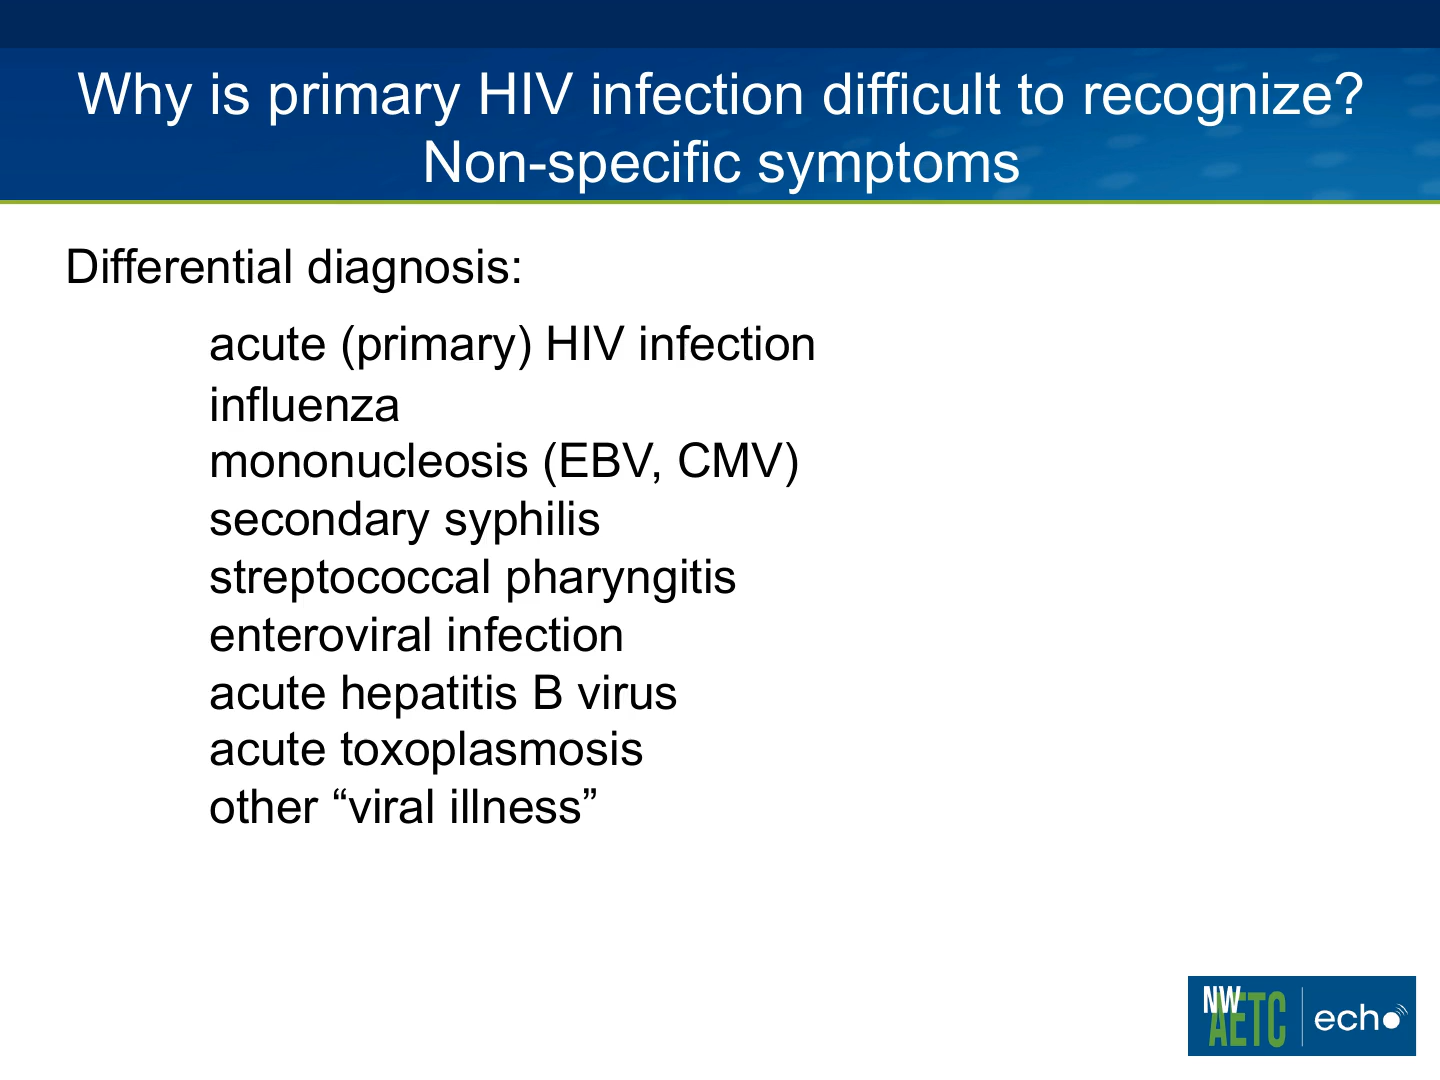 Why is primary HIV infection difficult to recognize?
Non-specific symptoms
Differential diagnosis:
acute (primary) HIV infection
influenza
mononucleosis (EBV, CMV)
secondary syphilis
streptococcal pharyngitis
enteroviral infection
acute hepatitis B virus
acute toxoplasmosis
other “viral illness”
NW
AETC
echo